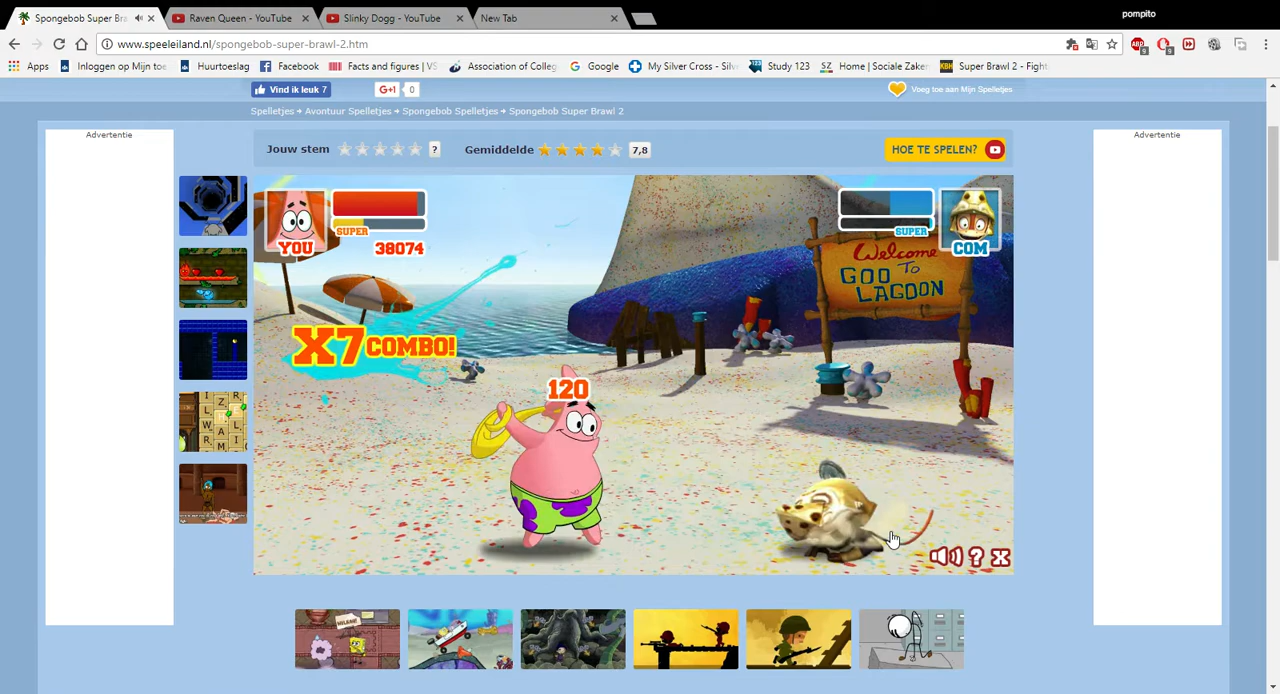 pompito
Spongebob Super Bra
Raven Queen - YouTube
Slinky Dogg - YouTube
New Tab
www.speeleiland.nl/spongebob-super-brawl-2.htm
Apps
Inloggen op Mijn toe
Huurtoeslag
Facebook
Facts and figures | VS
Association of Colleg
Google
My Silver Cross - Silv
Study 123
Home | Sociale Zaken
Super Brawl 2 - Fight
Vind ik leuk 7
G+1
0
Voeg toe aan Mijn Spelletjes
Spelletjes
Avontuur Spelletjes
Spongebob Spelletjes
Spongebob Super Brawl 2
Advertentie
Jouw stem
?
Gemiddelde
7,8
HOE TE SPELEN?
Advertentie
YOU
SUPER
38074
SUPER
COM
Welcome
To
GOO
LAGOON
X7 COMBO!
120
? X